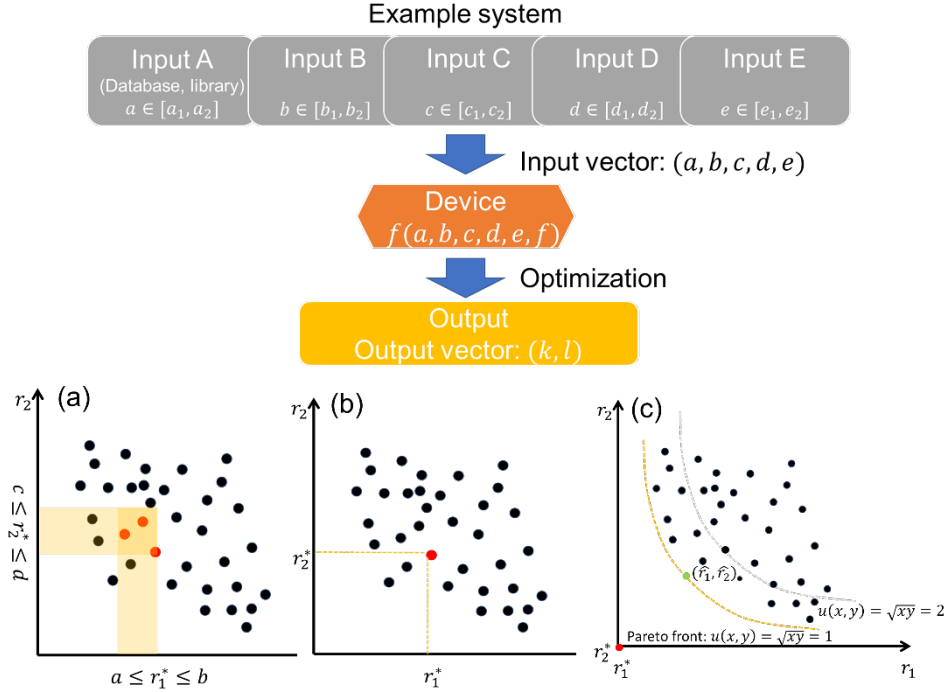 Example system
Input A
(Database, library)
a ∈ [a₁, a₂]
Input B
b ∈ [b₁, b₂]
Input C
c ∈ [c₁, c₂]
Input D
d ∈ [d₁, d₂]
Input E
e ∈ [e₁, e₂]
Input vector: (a, b, c, d, e)
Device
f(a, b, c, d, e, f)
Optimization
Output
Output vector: (k, l)
(a)
r₂
c ≤ r₂* ≤ d
a ≤ r₁* ≤ b
(b)
r₂
r₂*
r₁*
(c)
r₂
(r̂₁, r̂₂)
u(x, y) = √xy = 2
Pareto front: u(x, y) = √xy = 1
r₂*
r₁*
r₁